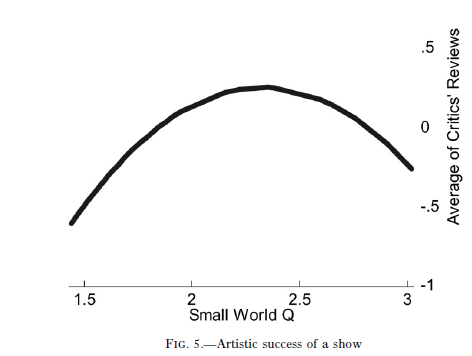 .5
0
-.5
-1
Average of Critics' Reviews
1.5 2 2.5 3
Small World Q
FIG. 5.—Artistic success of a show